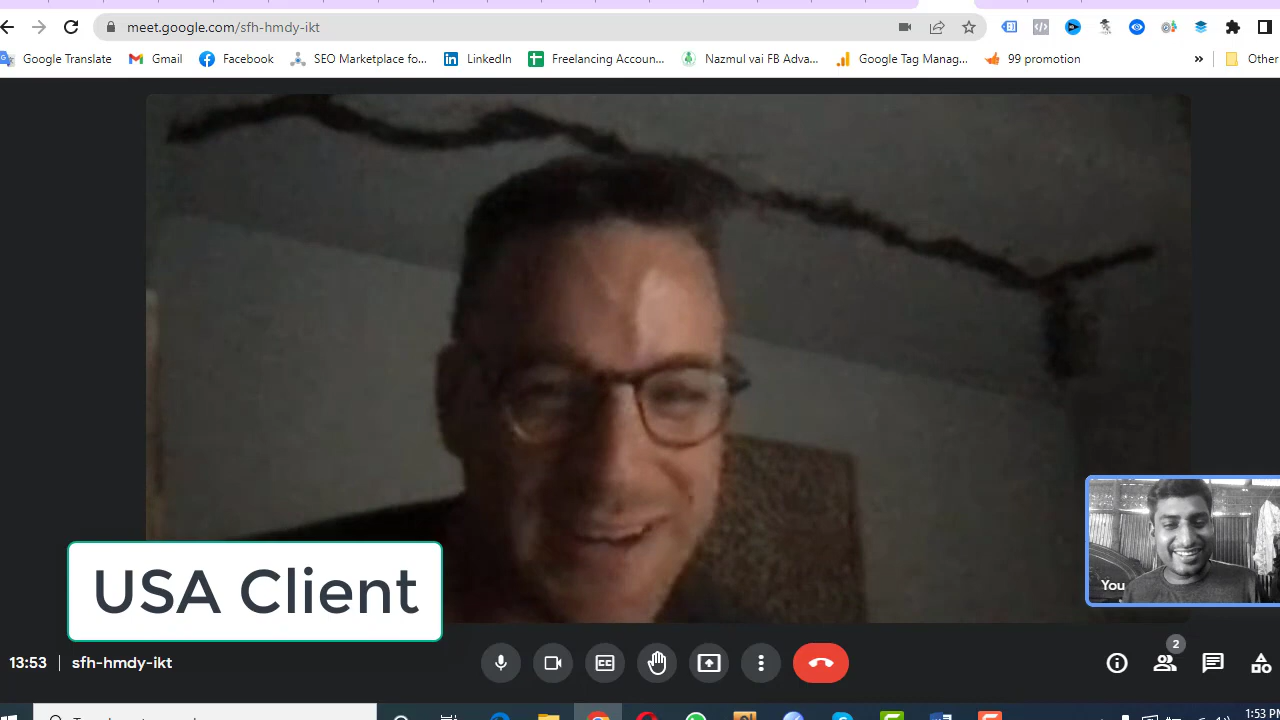 meet.google.com/sfh-hmdy-ikt
Google Translate
Gmail
Facebook
SEO Marketplace fo...
LinkedIn
Freelancing Accoun...
Nazmul vai FB Adva...
Google Tag Manag...
99 promotion
»
Other
You
USA Client
13:53 | sfh-hmdy-ikt
2
1:53 PM